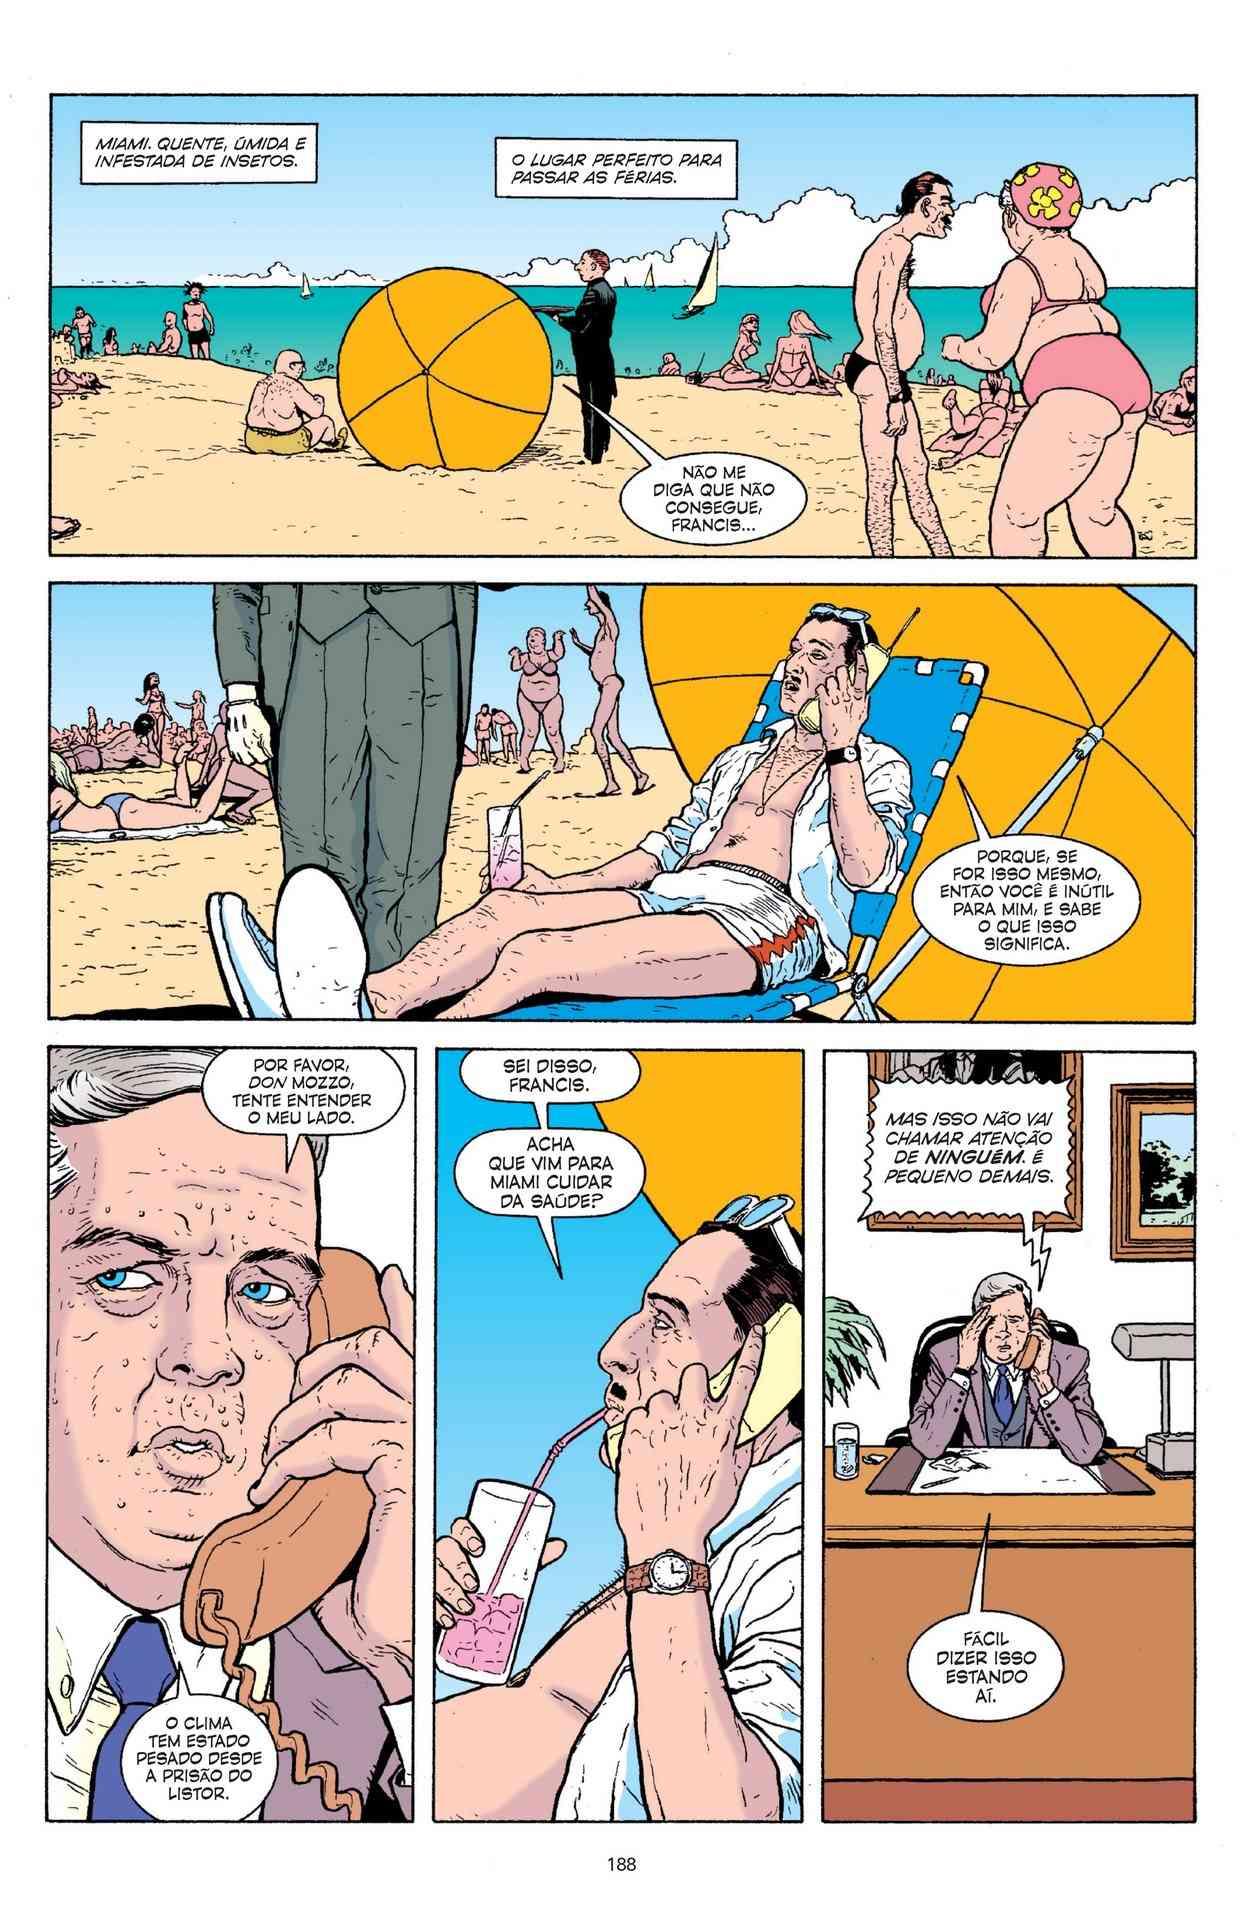 MIAMI. QUENTE, ÚMIDA E
INFESTADA DE INSETOS.
O LUGAR PERFEITO PARA
PASSAR AS FÉRIAS.
NÃO ME
DIGA QUE NÃO
CONSEGUE,
FRANCIS...
PORQUE, SE
FOR ISSO MESMO,
ENTÃO VOCÊ É INÚTIL
PARA MIM, E SABE
O QUE ISSO
SIGNIFICA.
POR FAVOR,
DON MOZZO,
TENTE ENTENDER
O MEU LADO.
O CLIMA
TEM ESTADO
PESADO DESDE
A PRISÃO DO
LISTOR.
SEI DISSO,
FRANCIS.
ACHA
QUE VIM PARA
MIAMI CUIDAR
DA SAÚDE?
MAS ISSO NÃO VAI
CHAMAR ATENÇÃO
DE NINGUÉM. É
PEQUENO DEMAIS.
FÁCIL
DIZER ISSO
ESTANDO
AÍ.
188